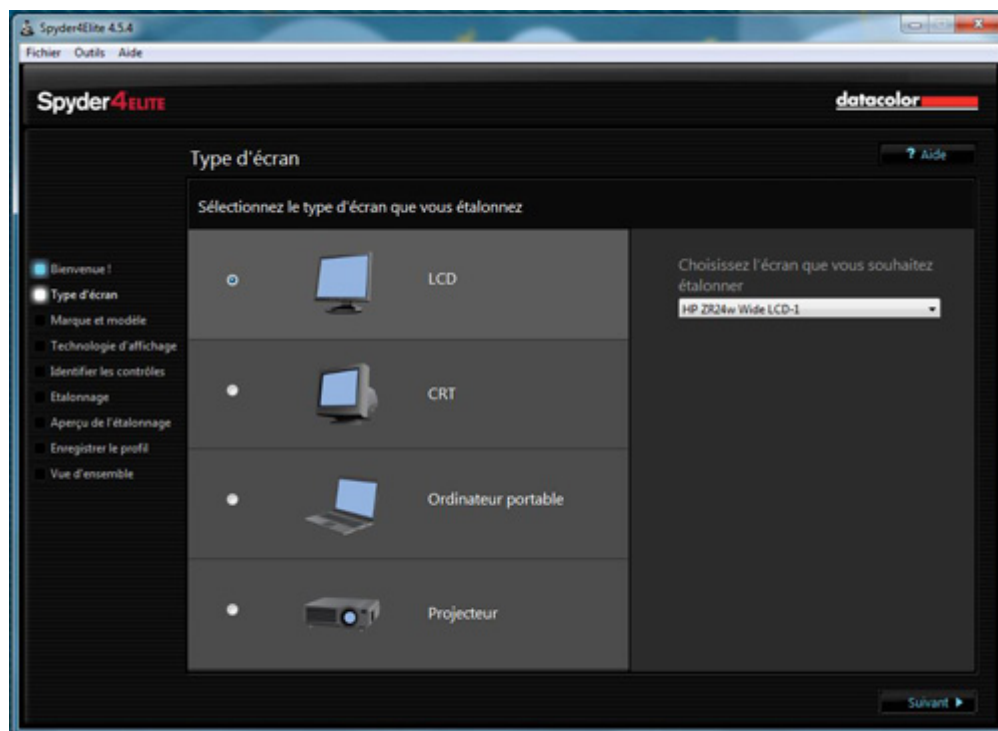 Spyder4Elite 4.5.4
Fichier Outils Aide
Spyder4ELITE
datacolor
Type d'écran
? Aide
Sélectionnez le type d'écran que vous étalonnez
Bienvenue !
Type d'écran
Marque et modèle
Technologie d'affichage
Identifier les contrôles
Etalonnage
Aperçu de l'étalonnage
Enregistrer le profil
Vue d'ensemble
LCD
CRT
Ordinateur portable
Projecteur
Choisissez l'écran que vous souhaitez
étalonner
HP ZR24w Wide LCD-1
Suivant